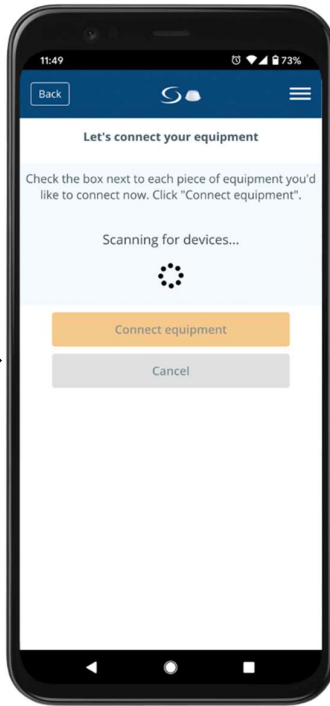 11:49
73%
Back
Let's connect your equipment
Check the box next to each piece of equipment you'd
like to connect now. Click "Connect equipment".
Scanning for devices...
Connect equipment
Cancel